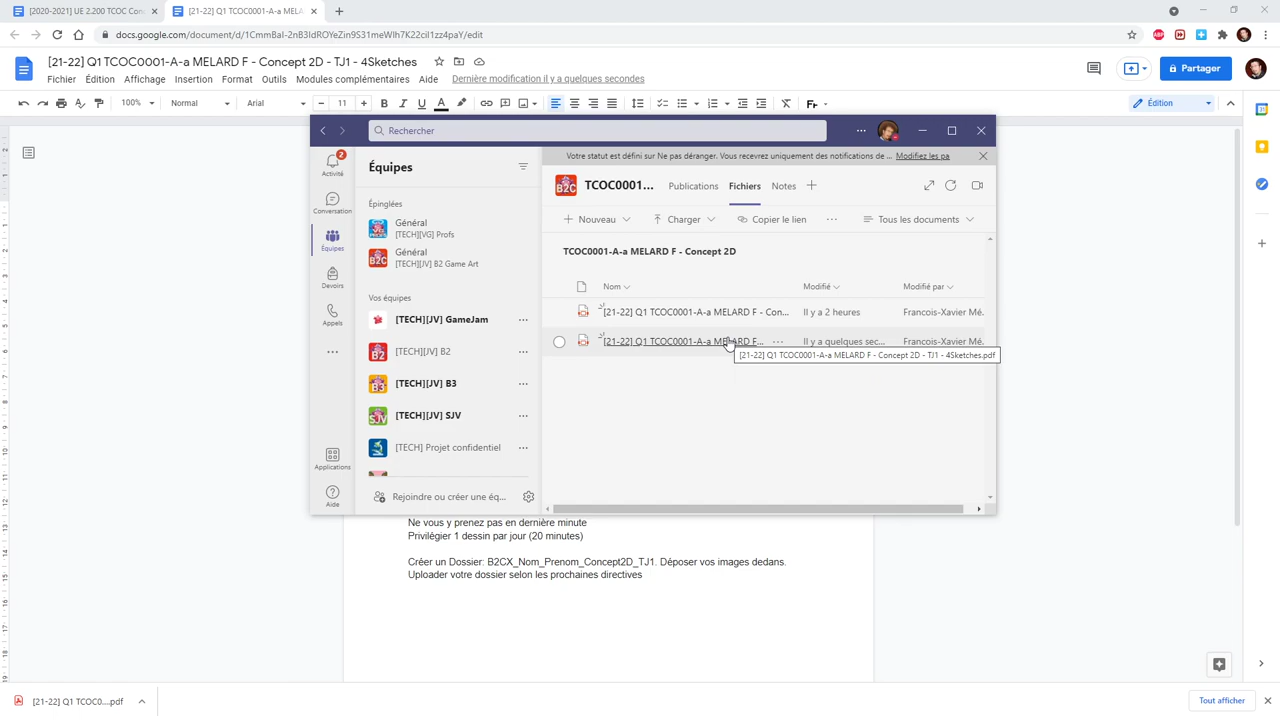 [2020-2021] UE 2.200 TCOC Con
[21-22] Q1 TCOC0001-A-a MELA
docs.google.com/document/d/1CmmBaI-2nB3IdROYeZin9S31meWIh7K22ciI1zz4paY/edit
[21-22] Q1 TCOC0001-A-a MELARD F - Concept 2D - TJ1 - 4Sketches
Partager
Fichier Édition Affichage Insertion Format Outils Modules complémentaires Aide Dernière modification il y a quelques secondes
100% Normal Arial 11 Édition
Rechercher
Activité
2
Conversation
Équipes
Devoirs
Appels
Applications
Aide
Équipes
Épinglées
Général
[TECH][VG] Profs
Général
[TECH][JV] B2 Game Art
Vos équipes
[TECH][JV] GameJam
[TECH][JV] B2
[TECH][JV] B3
[TECH][JV] SJV
[TECH] Projet confidentiel
Rejoindre ou créer une éq...
Votre statut est défini sur Ne pas déranger. Vous recevrez uniquement des notifications de ... Modifiez les pa
B2C TCOC0001... Publications Fichiers Notes
Nouveau Charger Copier le lien Tous les documents
TCOC0001-A-a MELARD F - Concept 2D
Nom Modifié Modifié par
[21-22] Q1 TCOC0001-A-a MELARD F - Con... Il y a 2 heures Francois-Xavier Mé.
[21-22] Q1 TCOC0001-A-a MELARD F... Il y a quelques sec... Francois-Xavier Mé.
[21-22] Q1 TCOC0001-A-a MELARD F - Concept 2D - TJ1 - 4Sketches.pdf
Ne vous y prenez pas en dernière minute
Privilégier 1 dessin par jour (20 minutes)
Créer un Dossier: B2CX_Nom_Prenom_Concept2D_TJ1. Déposer vos images dedans.
Uploader votre dossier selon les prochaines directives
[21-22] Q1 TCOC0....pdf
Tout afficher